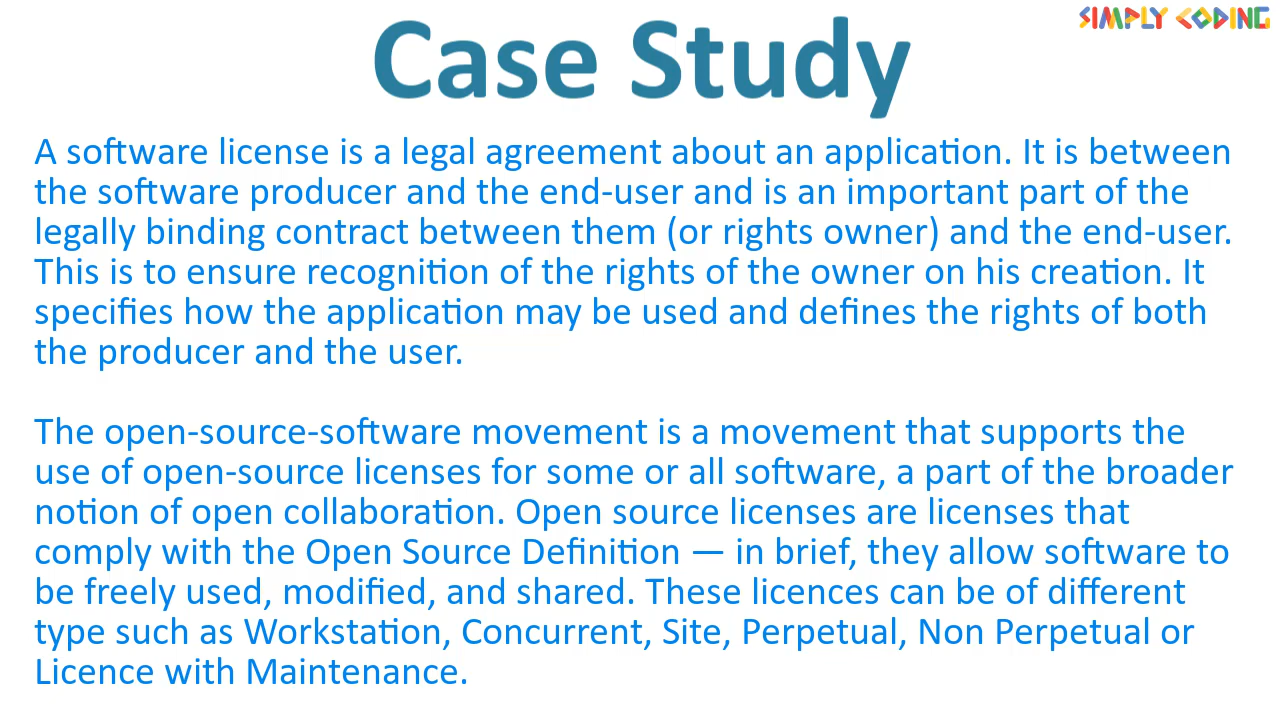 SIMPLY CODING
Case Study
A software license is a legal agreement about an application. It is between
the software producer and the end-user and is an important part of the
legally binding contract between them (or rights owner) and the end-user.
This is to ensure recognition of the rights of the owner on his creation. It
specifies how the application may be used and defines the rights of both
the producer and the user.
The open-source-software movement is a movement that supports the
use of open-source licenses for some or all software, a part of the broader
notion of open collaboration. Open source licenses are licenses that
comply with the Open Source Definition — in brief, they allow software to
be freely used, modified, and shared. These licences can be of different
type such as Workstation, Concurrent, Site, Perpetual, Non Perpetual or
Licence with Maintenance.